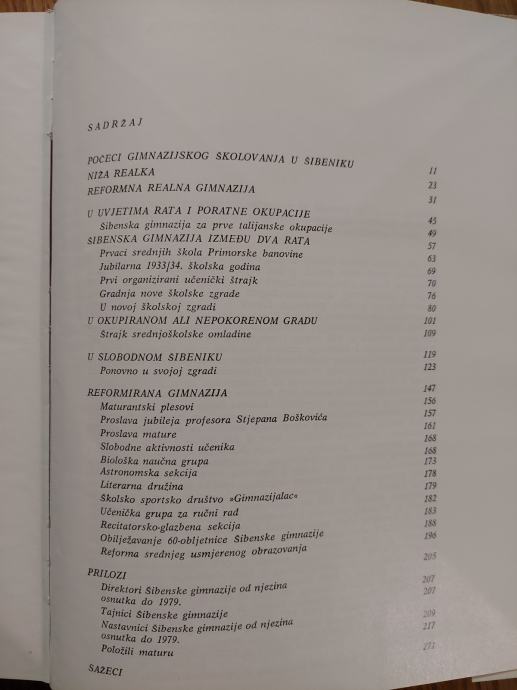 SADRŽAJ
POČECI GIMNAZIJSKOG ŠKOLOVANJA U ŠIBENIKU 11
NIŽA REALKA 23
REFORMNA REALNA GIMNAZIJA 31
U UVJETIMA RATA I PORATNE OKUPACIJE 45
Šibenska gimnazija za prve talijanske okupacije 49
ŠIBENSKA GIMNAZIJA IZMEĐU DVA RATA 57
Prvaci srednjih škola Primorske banovine 63
Jubilarna 1933/34. školska godina 69
Prvi organizirani učenički štrajk 70
Gradnja nove školske zgrade 76
U novoj školskoj zgradi 80
U OKUPIRANOM ALI NEPOKORENOM GRADU 101
Štrajk srednjoškolske omladine 109
U SLOBODNOM ŠIBENIKU 119
Ponovno u svojoj zgradi 123
REFORMIRANA GIMNAZIJA 147
Maturantski plesovi 156
Proslava jubileja profesora Stjepana Boškovića 157
Proslava mature 161
Slobodne aktivnosti učenika 168
Biološka naučna grupa 168
Astronomska sekcija 173
Literarna družina 178
Školsko sportsko društvo »Gimnazijalac« 179
Učenička grupa za ručni rad 182
Recitatorsko-glazbena sekcija 183
Obilježavanje 60-obljetnice Šibenske gimnazije 188
Reforma srednjeg usmjerenog obrazovanja 196
PRILOZI 205
Direktori Šibenske gimnazije od njezina
osnutka do 1979. 207
Tajnici Šibenske gimnazije 207
Nastavnici Šibenske gimnazije od njezina
osnutka do 1979. 209
Položili maturu 217
SAŽECI 271